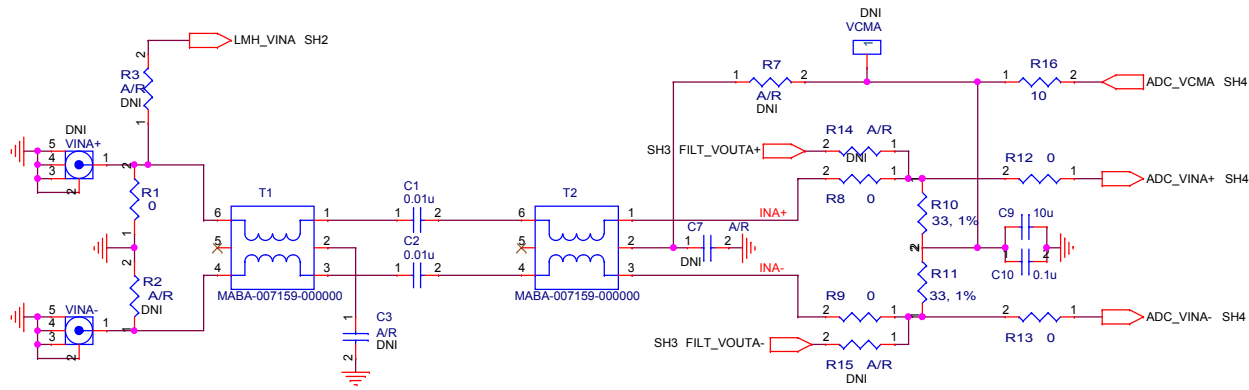 LMH_VINA SH2
2
R3
A/R
DNI
1
DNI
VINA+
5
4
3
2
1
2
R1
0
1
2
R2
A/R
DNI
1
VINA-
5
4
3
2
1
T1
6
5
4
1
2
3
MABA-007159-000000
C1
0.01u
1
2
C2
0.01u
1
2
1
C3
A/R
DNI
2
T2
6
5
4
1
2
3
MABA-007159-000000
INA+
INA-
C7
A/R
1
2
DNI
1
R7
2
A/R
DNI
DNI
VCMA
1
R16
1
2
10
ADC_VCMA SH4
R14 A/R
SH3 FILT_VOUTA+
2
1
DNI
2
1
R8 0
R12 0
2
1
ADC_VINA+ SH4
1
R10
33, 1%
2
C9
10u
1
2
C10
0.1u
2
R11
33, 1%
1
R9 0
2
1
SH3 FILT_VOUTA-
2
1
R15 A/R
DNI
2
1
R13 0
ADC_VINA- SH4